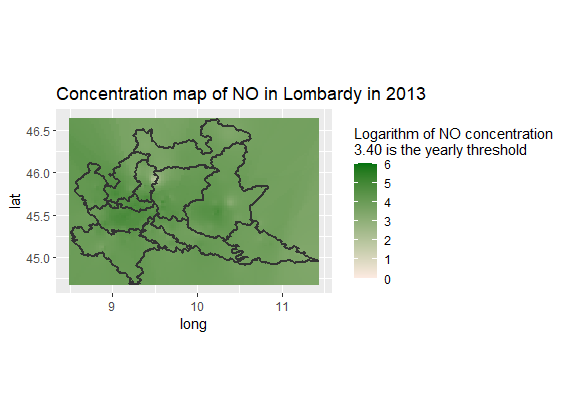 Concentration map of NO in Lombardy in 2013
46.5
46.0
45.5
45.0
lat
9
10
11
long
Logarithm of NO concentration
3.40 is the yearly threshold
6
5
4
3
2
1
0